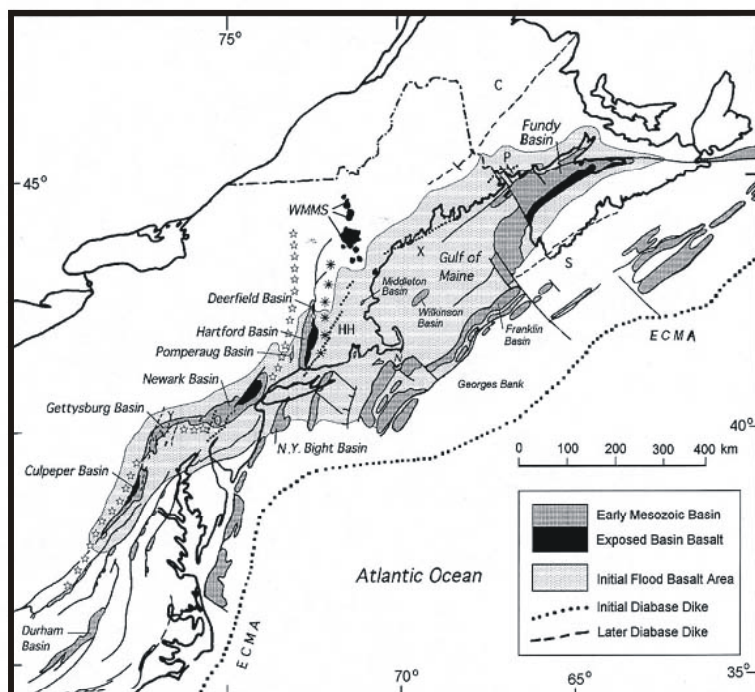 75°
C
Fundy Basin
P
45°
WMMS
X
Gulf of
Maine
S
Middleton
Basin
Deerfield Basin
Wilkinson
Basin
Hartford Basin
HH
Franklin
Basin
ECMA
Pomperaug Basin
N
Newark Basin
Georges Bank
Gettysburg Basin
Y
40°
N.Y. Bight Basin
Culpeper Basin
0 100 200 300 400 km
Early Mesozoic Basin
Exposed Basin Basalt
Atlantic Ocean
Initial Flood Basalt Area
Initial Diabase Dike
Durham
Basin
ECMA
Later Diabase Dike
70°
65°
35°